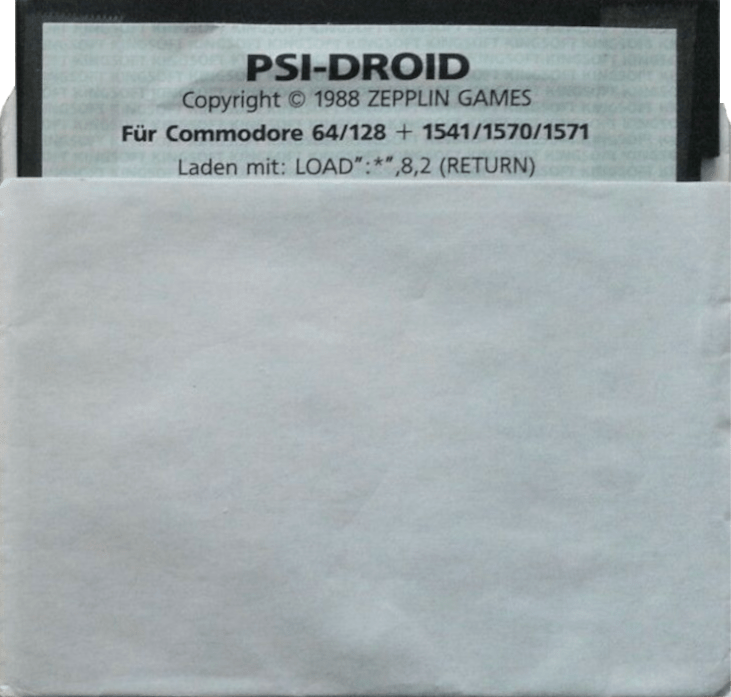 PSI-DROID
Copyright © 1988 ZEPPLIN GAMES
Für Commodore 64/128 + 1541/1570/1571
Laden mit: LOAD":*",8,2 (RETURN)